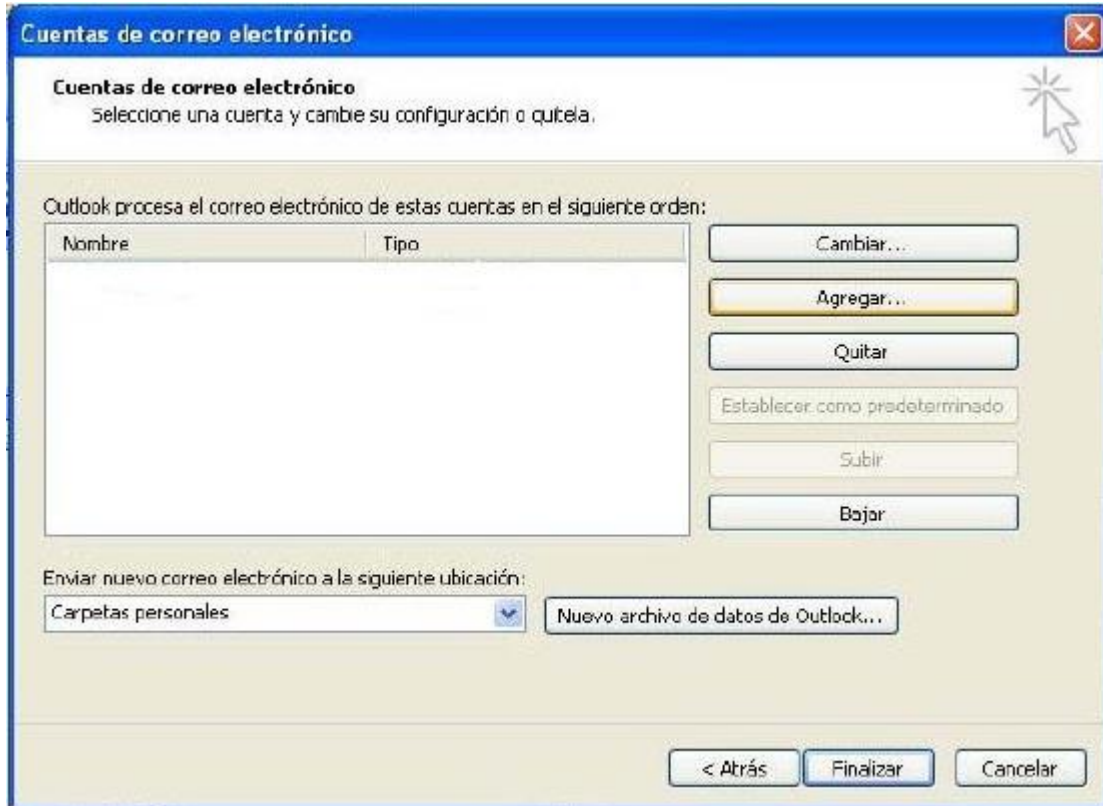 Cuentas de correo electrónico
Cuentas de correo electrónico
Seleccione una cuenta y cambie su configuración o quítela.
Outlook procesa el correo electrónico de estas cuentas en el siguiente orden:
Nombre Tipo
Cambiar...
Agregar...
Quitar
Establecer como predeterminado
Subir
Bajar
Enviar nuevo correo electrónico a la siguiente ubicación:
Carpetas personales
Nuevo archivo de datos de Outlook...
< Atrás Finalizar Cancelar